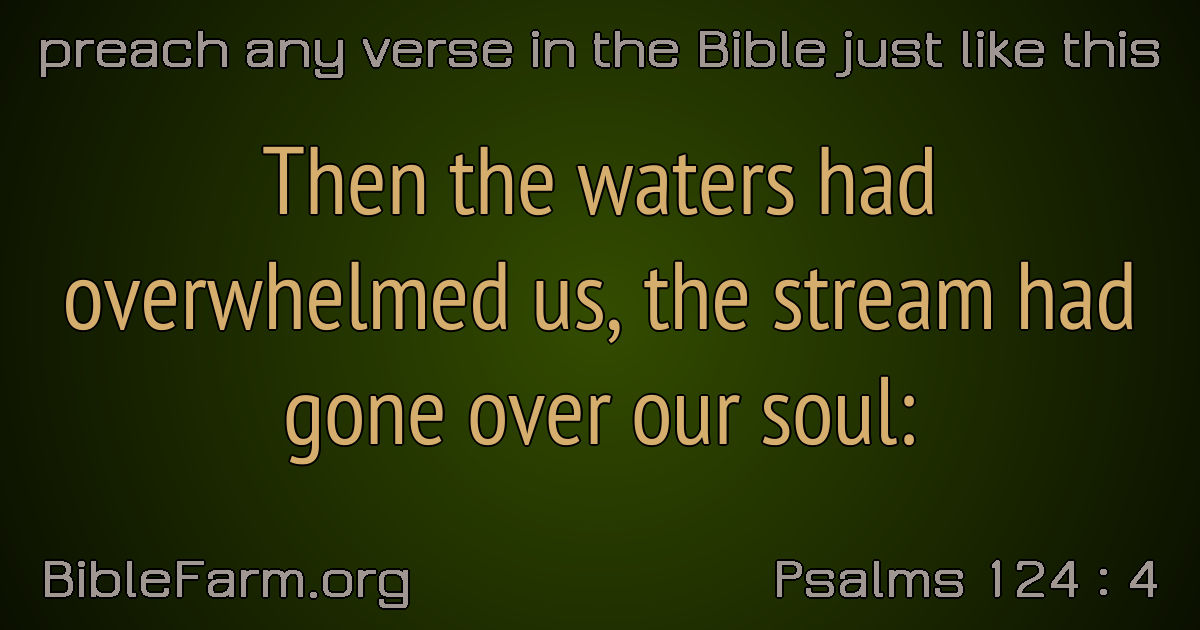 preach any verse in the Bible just like this
Then the waters had
overwhelmed us, the stream had
gone over our soul:
BibleFarm.org
Psalms 124 : 4